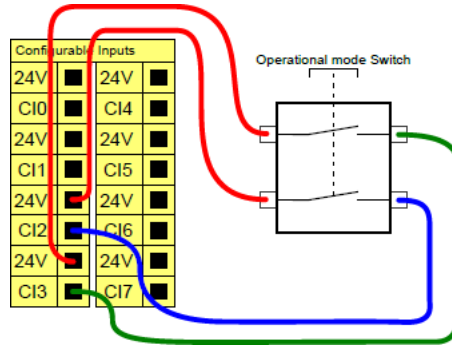 Configurable Inputs
Operational mode Switch
24V 24V
CI0 CI4
24V 24V
CI1 CI5
24V 24V
CI2 CI6
24V 24V
CI3 CI7